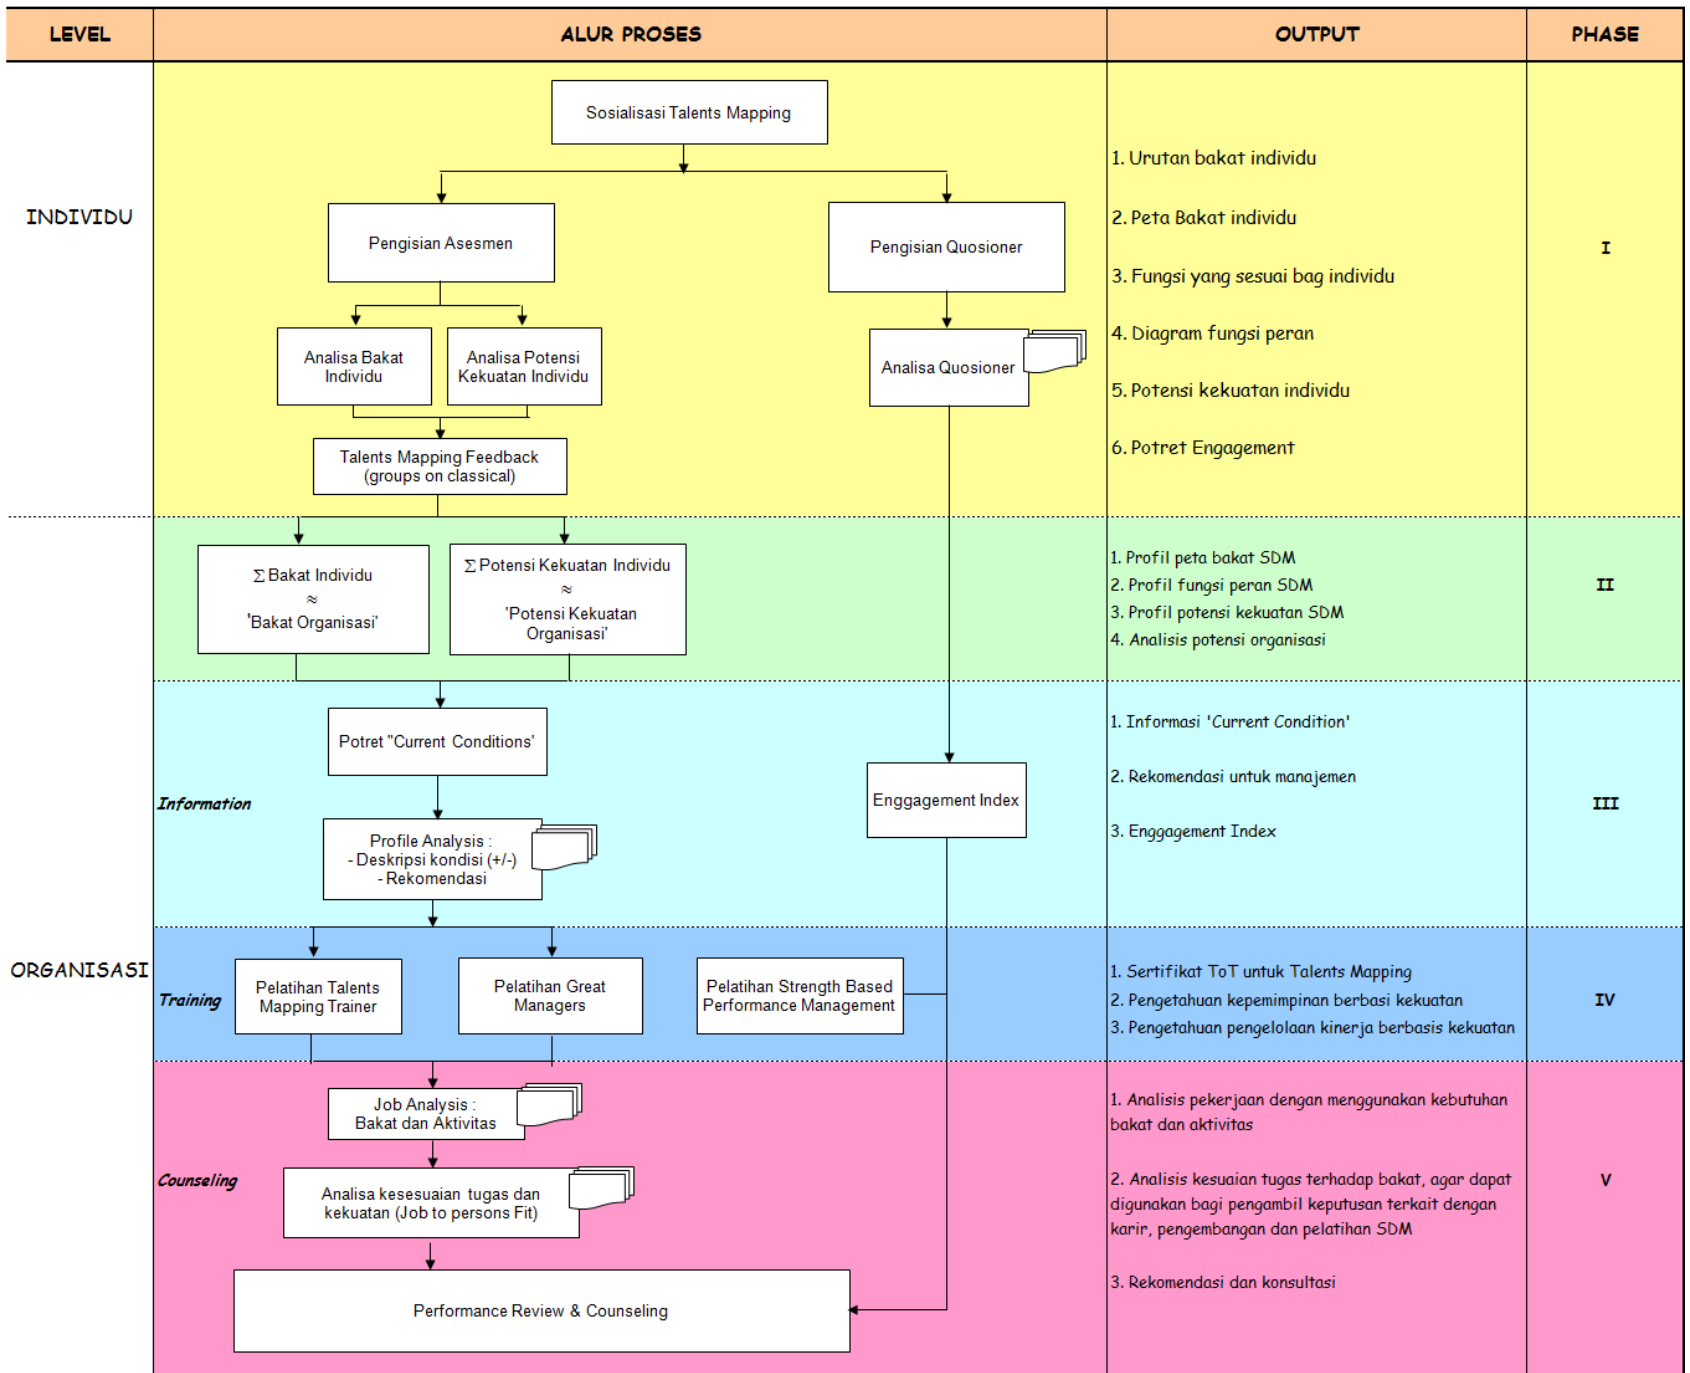 LEVEL
ALUR PROSES
OUTPUT
PHASE
INDIVIDU
Sosialisasi Talents Mapping
Pengisian Asesmen
Pengisian Quosioner
Analisa Bakat
Individu
Analisa Potensi
Kekuatan Individu
Analisa Quosioner
Talents Mapping Feedback
(groups on classical)
1. Urutan bakat individu
2. Peta Bakat individu
3. Fungsi yang sesuai bag individu
4. Diagram fungsi peran
5. Potensi kekuatan individu
6. Potret Engagement
I
Σ Bakat Individu
≈
'Bakat Organisasi'
Σ Potensi Kekuatan Individu
≈
'Potensi Kekuatan
Organisasi'
1. Profil peta bakat SDM
2. Profil fungsi peran SDM
3. Profil potensi kekuatan SDM
4. Analisis potensi organisasi
II
Information
Potret "Current Conditions'
Profile Analysis :
- Deskripsi kondisi (+/-)
- Rekomendasi
Enggagement Index
1. Informasi 'Current Condition'
2. Rekomendasi untuk manajemen
3. Enggagement Index
III
ORGANISASI
Training
Pelatihan Talents
Mapping Trainer
Pelatihan Great
Managers
Pelatihan Strength Based
Performance Management
1. Sertifikat ToT untuk Talents Mapping
2. Pengetahuan kepemimpinan berbasi kekuatan
3. Pengetahuan pengelolaan kinerja berbasis kekuatan
IV
Counseling
Job Analysis :
Bakat dan Aktivitas
Analisa kesesuaian tugas dan
kekuatan (Job to persons Fit)
Performance Review & Counseling
1. Analisis pekerjaan dengan menggunakan kebutuhan
bakat dan aktivitas
2. Analisis kesuaian tugas terhadap bakat, agar dapat
digunakan bagi pengambil keputusan terkait dengan
karir, pengembangan dan pelatihan SDM
3. Rekomendasi dan konsultasi
V